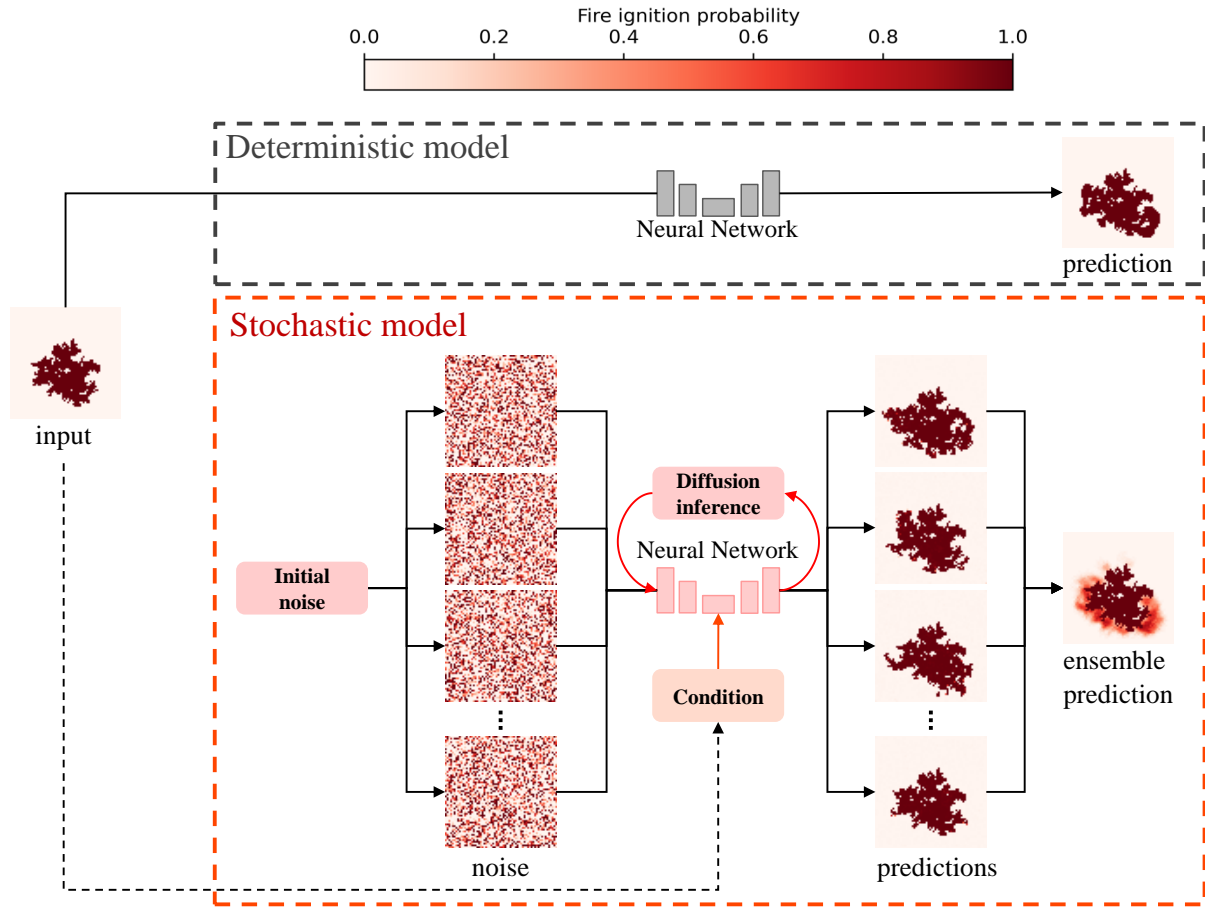 Fire ignition probability
0.0 0.2 0.4 0.6 0.8 1.0
Deterministic model
Neural Network
prediction
Stochastic model
input
Diffusion
inference
Neural Network
Initial
noise
Condition
ensemble
prediction
noise
predictions